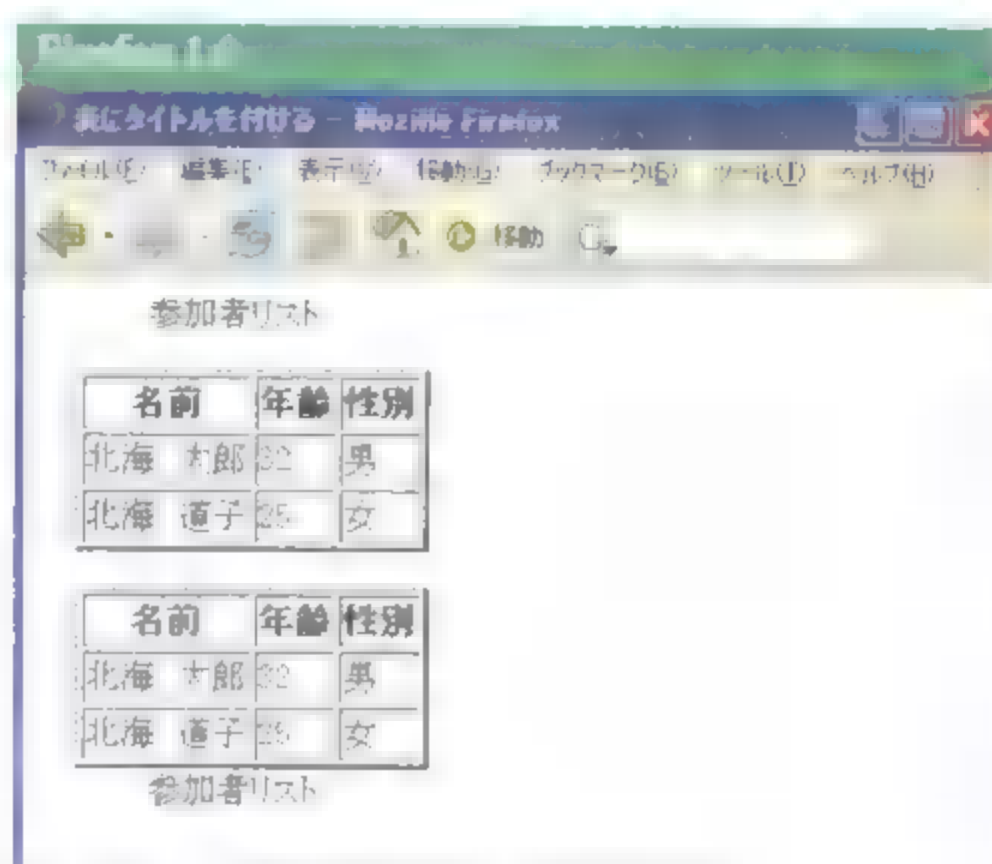 Firefox 1.0
表にタイトルを付ける - Mozilla Firefox
ファイル(F) 編集(E) 表示(V) 移動(G) ブックマーク(B) ツール(T) ヘルプ(H)
移動
参加者リスト
名前 年齢 性別
北海 太郎 32 男
北海 道子 25 女
名前 年齢 性別
北海 太郎 32 男
北海 道子 25 女
参加者リスト